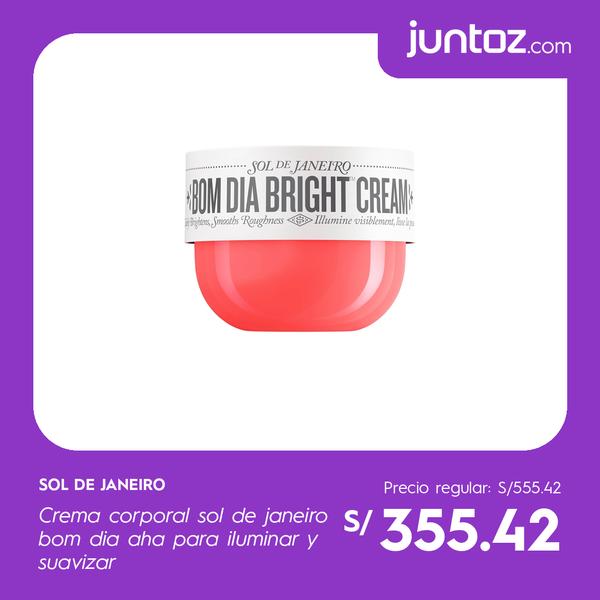 juntoz.com
SOL DE JANEIRO
BOM DIA BRIGHT CREAM
Brightens, Smooths Roughness Illumine visiblement, lisse
SOL DE JANEIRO
Crema corporal sol de janeiro
bom dia aha para iluminar y
suavizar
Precio regular: S/555.42
S/ 355.42